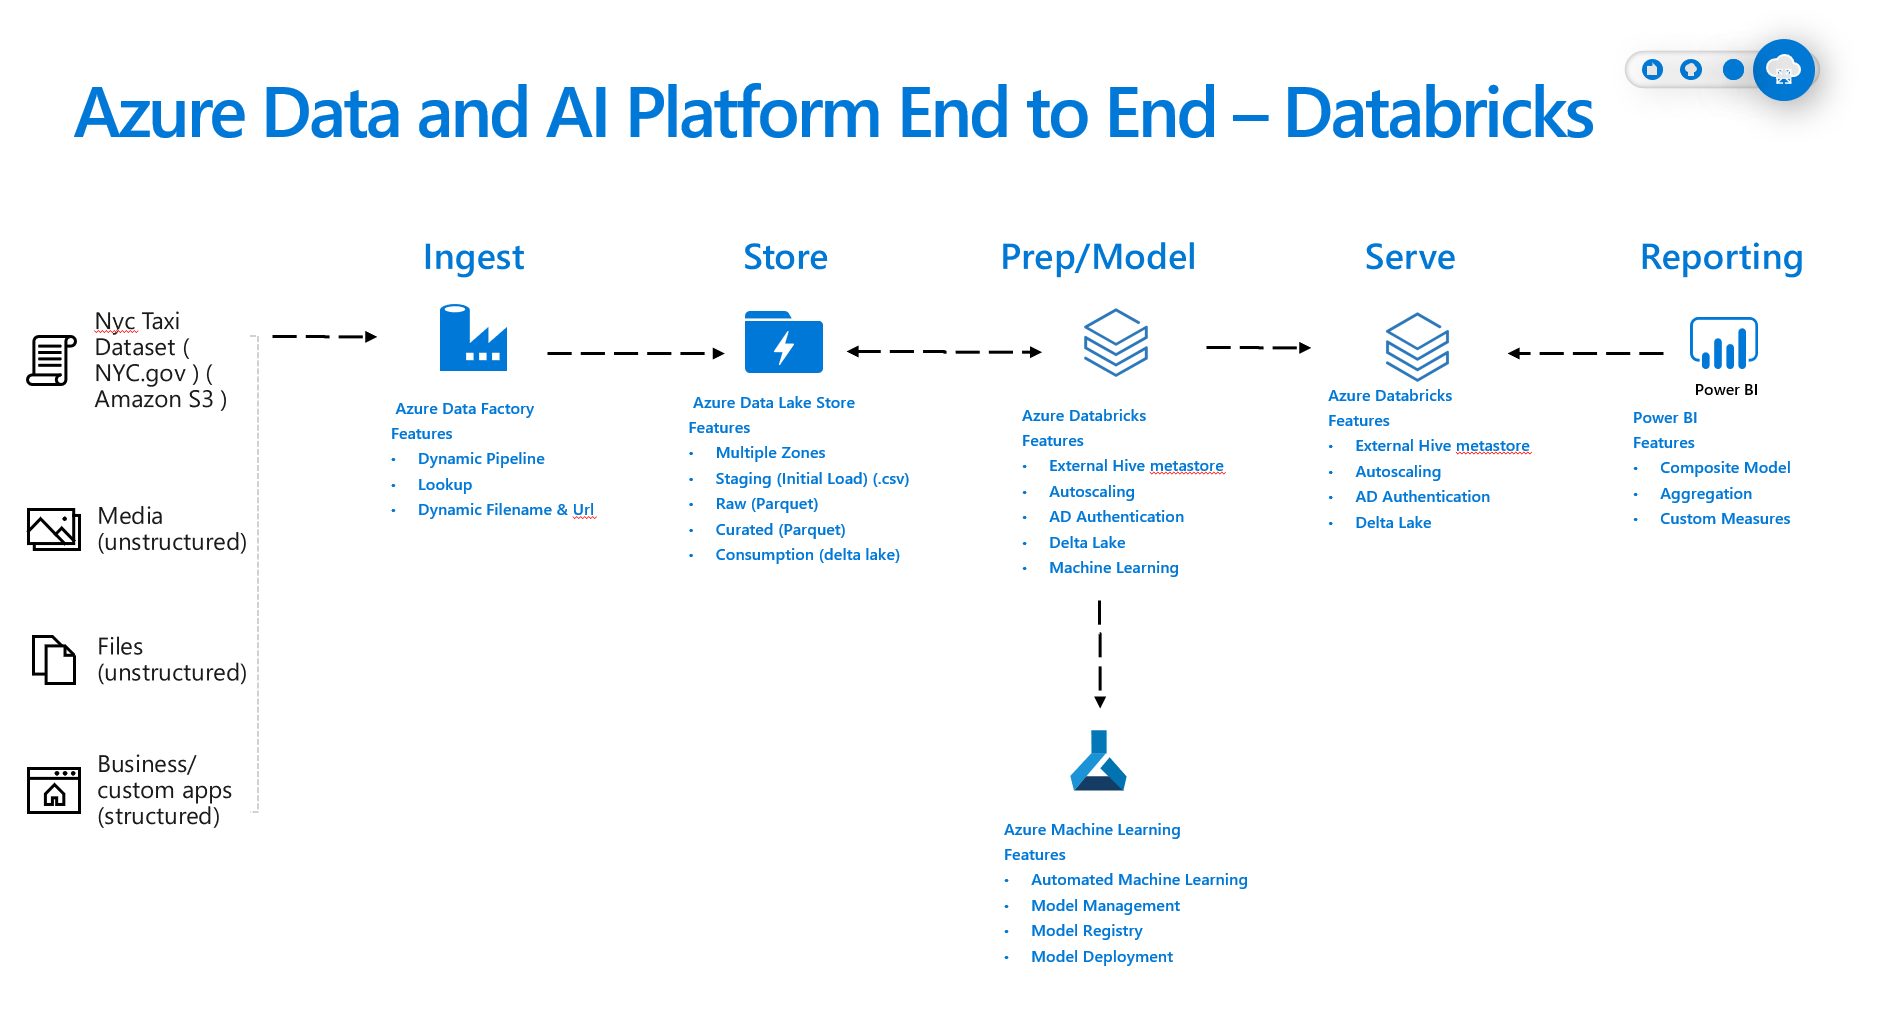 Azure Data and AI Platform End to End – Databricks
Ingest
Store
Prep/Model
Serve
Reporting
Nyc Taxi
Dataset (
NYC.gov ) (
Amazon S3 )
Media
(unstructured)
Files
(unstructured)
Business/
custom apps
(structured)
Azure Data Factory
Features
• Dynamic Pipeline
• Lookup
• Dynamic Filename & Url
Azure Data Lake Store
Features
• Multiple Zones
• Staging (Initial Load) (.csv)
• Raw (Parquet)
• Curated (Parquet)
• Consumption (delta lake)
Azure Databricks
Features
• External Hive metastore
• Autoscaling
• AD Authentication
• Delta Lake
• Machine Learning
Azure Machine Learning
Features
• Automated Machine Learning
• Model Management
• Model Registry
• Model Deployment
Azure Databricks
Features
• External Hive metastore
• Autoscaling
• AD Authentication
• Delta Lake
Power BI
Power BI
Features
• Composite Model
• Aggregation
• Custom Measures